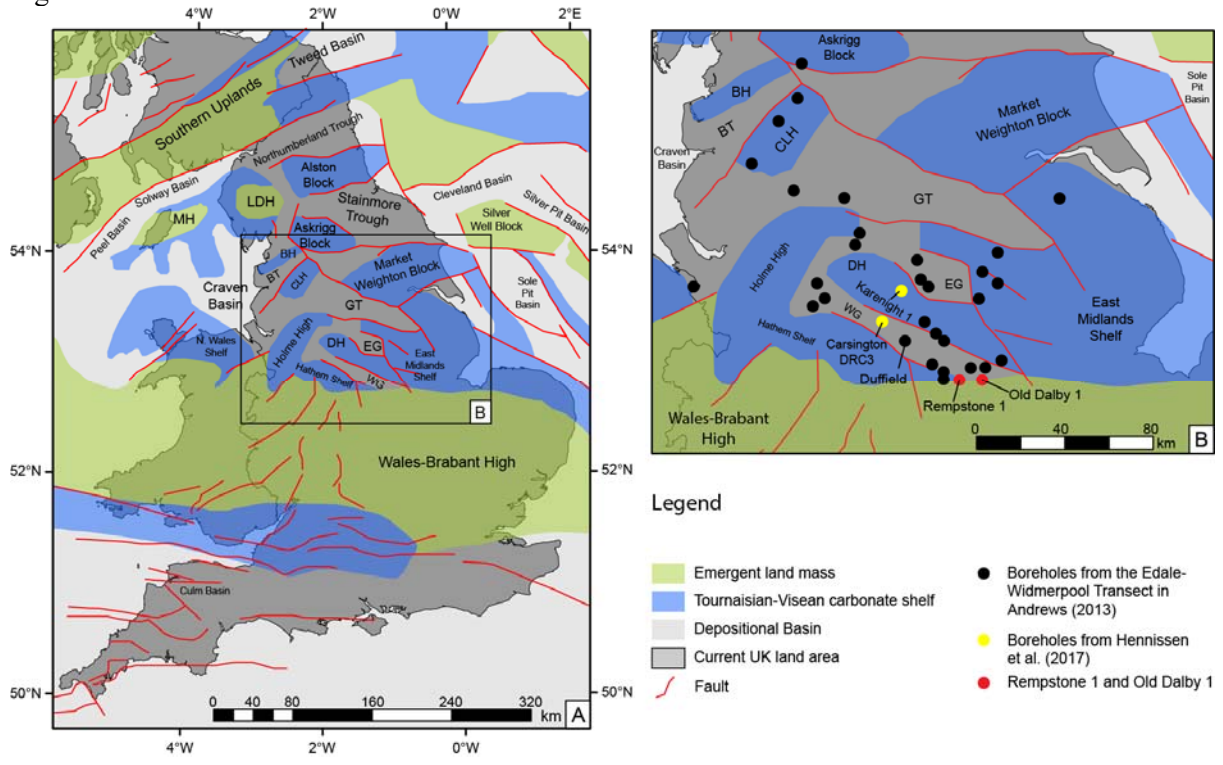 4°W
2°W
0°W
2°E
Tweed Basin
Southern Uplands
Northumberland Trough
Alston
Block
Solway Basin
Peel Basin
MH
LDH
Stainmore
Trough
Cleveland Basin
Silver Pit Basin
Silver
Well Block
54°N
54°N
Askrigg
Block
BH
BT
CLH
Market
Weighton Block
Sole
Pit
Basin
Craven
Basin
GT
N. Wales
Shelf
Holme High
DH
EG
East
Midlands
Shelf
Hathern Shelf
WG
B
Wales-Brabant High
52°N
52°N
Culm Basin
50°N
50°N
0 40 80 160 240 320
km
A
4°W
2°W
0°W
Askrigg
Block
BH
BT
CLH
Craven
Basin
Market
Weighton Block
Sole
Pit
Basin
GT
Holme High
DH
Karenight 1
EG
WG
Hathern Shelf
Carsington
DRC3
Duffield
East
Midlands
Shelf
Old Dalby 1
Rempstone 1
Wales-Brabant
High
0 40 80
km
B
Legend
Emergent land mass
Tournaisian-Visean carbonate shelf
Depositional Basin
Current UK land area
Fault
Boreholes from the Edale-
Widmerpool Transect in
Andrews (2013)
Boreholes from Hennissen
et al. (2017)
Rempstone 1 and Old Dalby 1